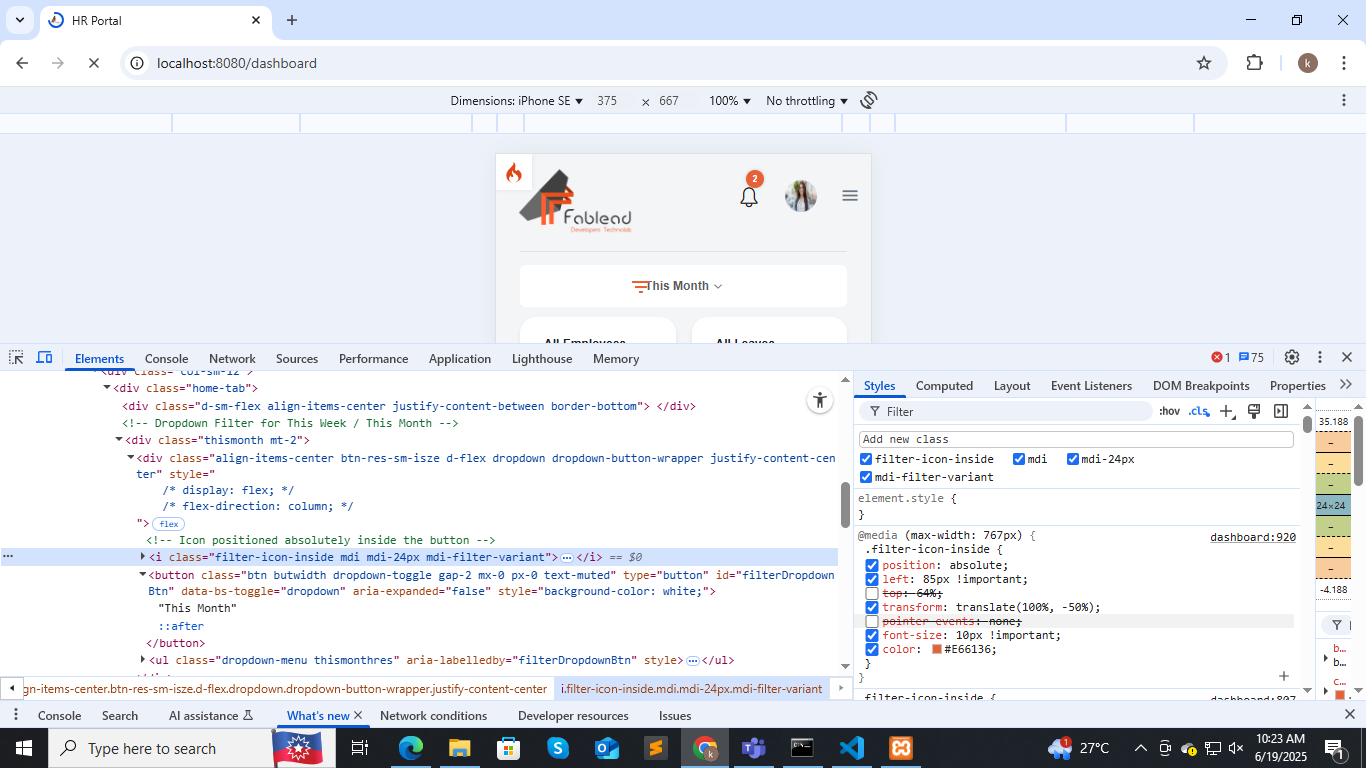 HR Portal
localhost:8080/dashboard
k
Dimensions: iPhone SE 375 × 667 100% No throttling
2
Fablead
Developers Technolab
This Month
All Employees All Leaves
Elements Console Network Sources Performance Application Lighthouse Memory 1 75
<div class="col-sm-12">
<div class="home-tab">
<div class="d-sm-flex align-items-center justify-content-between border-bottom"> </div>
<!-- Dropdown Filter for This Week / This Month -->
<div class="thismonth mt-2">
<div class="align-items-center btn-res-sm-isze d-flex dropdown dropdown-button-wrapper justify-content-cen
ter" style="
/* display: flex; */
/* flex-direction: column; */
"> flex
<!-- Icon positioned absolutely inside the button -->
<i class="filter-icon-inside mdi mdi-24px mdi-filter-variant"> … </i> == $0
<button class="btn butwidth dropdown-toggle gap-2 mx-0 px-0 text-muted" type="button" id="filterDropdown
Btn" data-bs-toggle="dropdown" aria-expanded="false" style="background-color: white;">
"This Month"
::after
</button>
<ul class="dropdown-menu thismonthres" aria-labelledby="filterDropdownBtn" style> … </ul>
gn-items-center.btn-res-sm-isze.d-flex.dropdown.dropdown-button-wrapper.justify-content-center i.filter-icon-inside.mdi.mdi-24px.mdi-filter-variant
Styles Computed Layout Event Listeners DOM Breakpoints Properties
Filter :hov .cls
Add new class
filter-icon-inside mdi mdi-24px
mdi-filter-variant
element.style {
}
@media (max-width: 767px) { dashboard:920
.filter-icon-inside {
position: absolute;
left: 85px !important;
top: 64%;
transform: translate(100%, -50%);
pointer-events: none;
font-size: 10px !important;
color: #E66136;
}
}
.filter-icon-inside { dashboard:807
35.188
24×24
-4.188
Console Search AI assistance What's new Network conditions Developer resources Issues
Type here to search
1
27°C
10:23 AM
6/19/2025
1